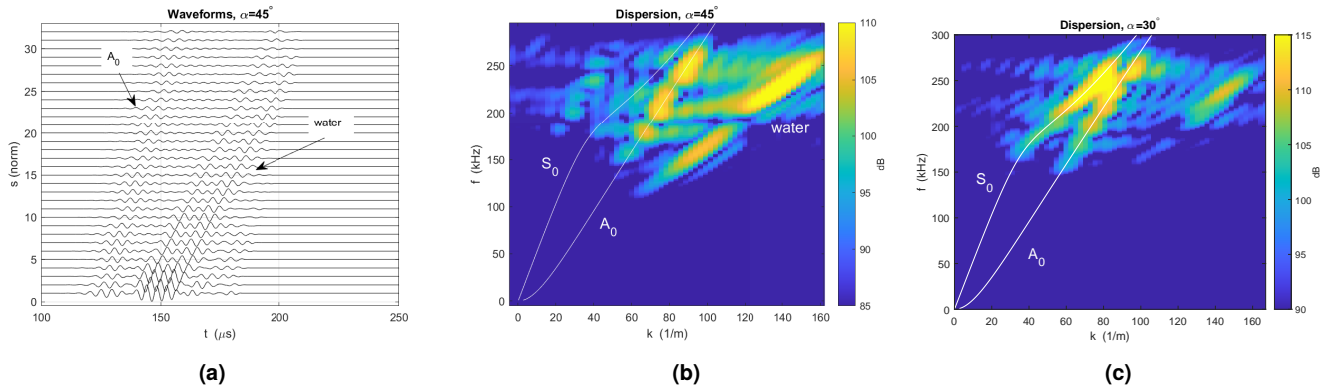 Waveforms, α=45°
s (norm)
30
25
20
15
10
5
0
A0
water
100
150
200
250
t (μs)
(a)
Dispersion, α=45°
f (kHz)
250
200
150
100
50
0
S0
A0
water
0
20
40
60
80
100
120
140
160
k (1/m)
110
105
100
95
90
85
dB
(b)
Dispersion, α=30°
f (kHz)
300
250
200
150
100
50
0
S0
A0
0
20
40
60
80
100
120
140
160
k (1/m)
115
110
105
100
95
90
dB
(c)